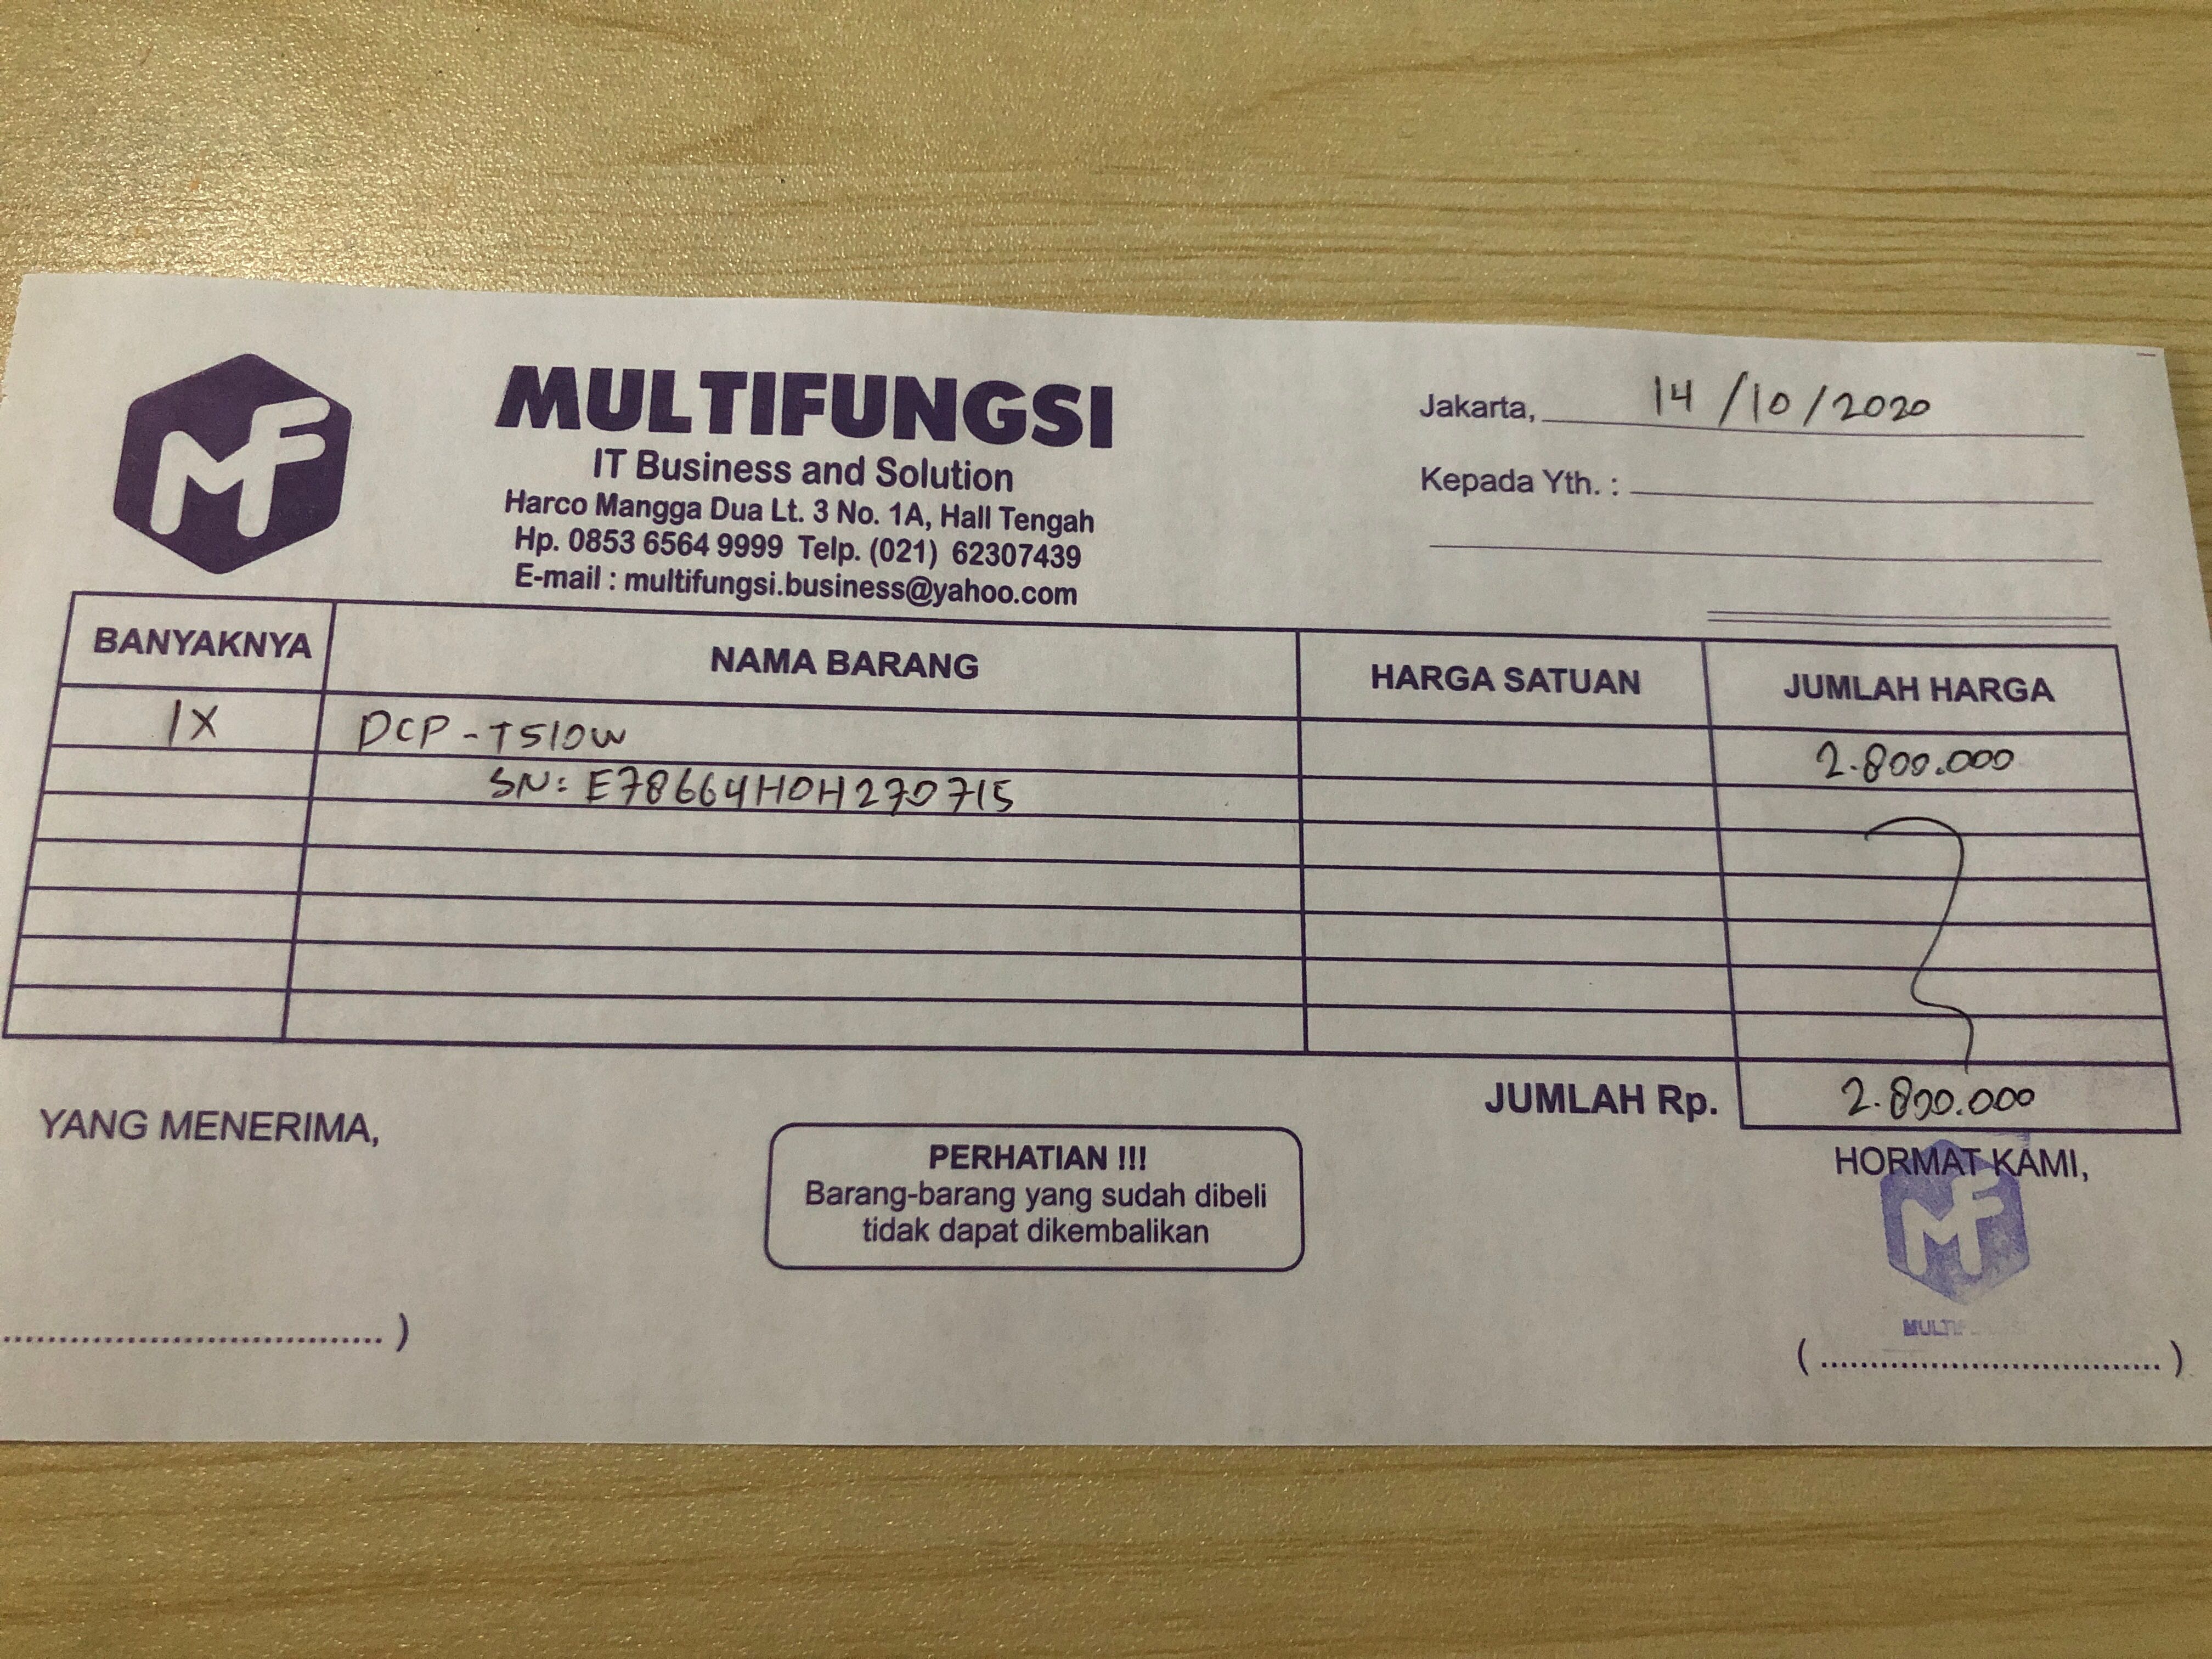 MF
MULTIFUNGSI
IT Business and Solution
Harco Mangga Dua Lt. 3 No. 1A, Hall Tengah
Hp. 0853 6564 9999 Telp. (021) 62307439
E-mail : multifungsi.business@yahoo.com
Jakarta, 14/10/2020
Kepada Yth. :
BANYAKNYA NAMA BARANG HARGA SATUAN JUMLAH HARGA
1X DCP-T510W 2.800.000
SN: E78664H0H270715
JUMLAH Rp. 2.800.000
YANG MENERIMA,
PERHATIAN !!!
Barang-barang yang sudah dibeli
tidak dapat dikembalikan
HORMAT KAMI,
MF
................................... )
( ................................... )